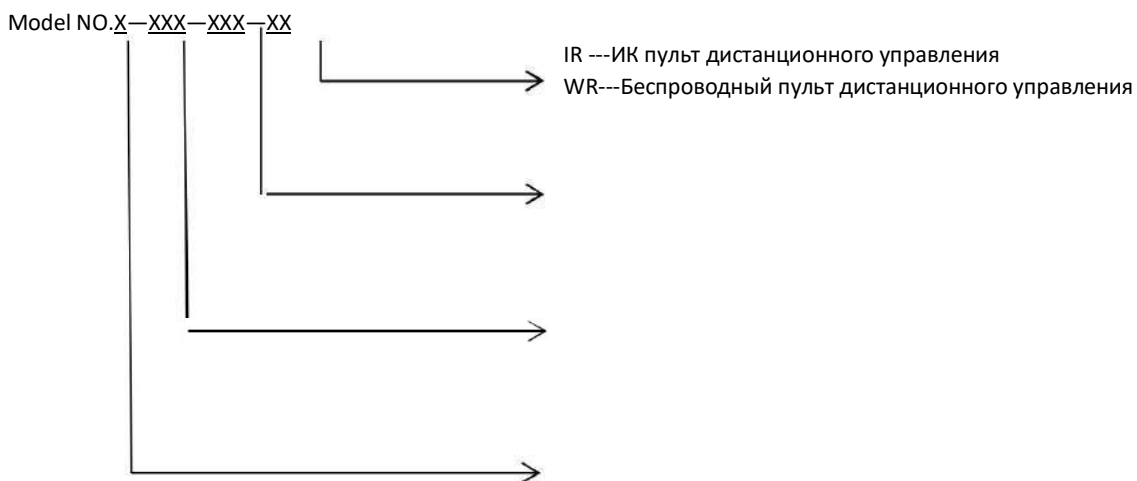 Model NO.X—XXX—XXX—XX
IR ---ИК пульт дистанционного управления
WR---Беспроводный пульт дистанционного управления